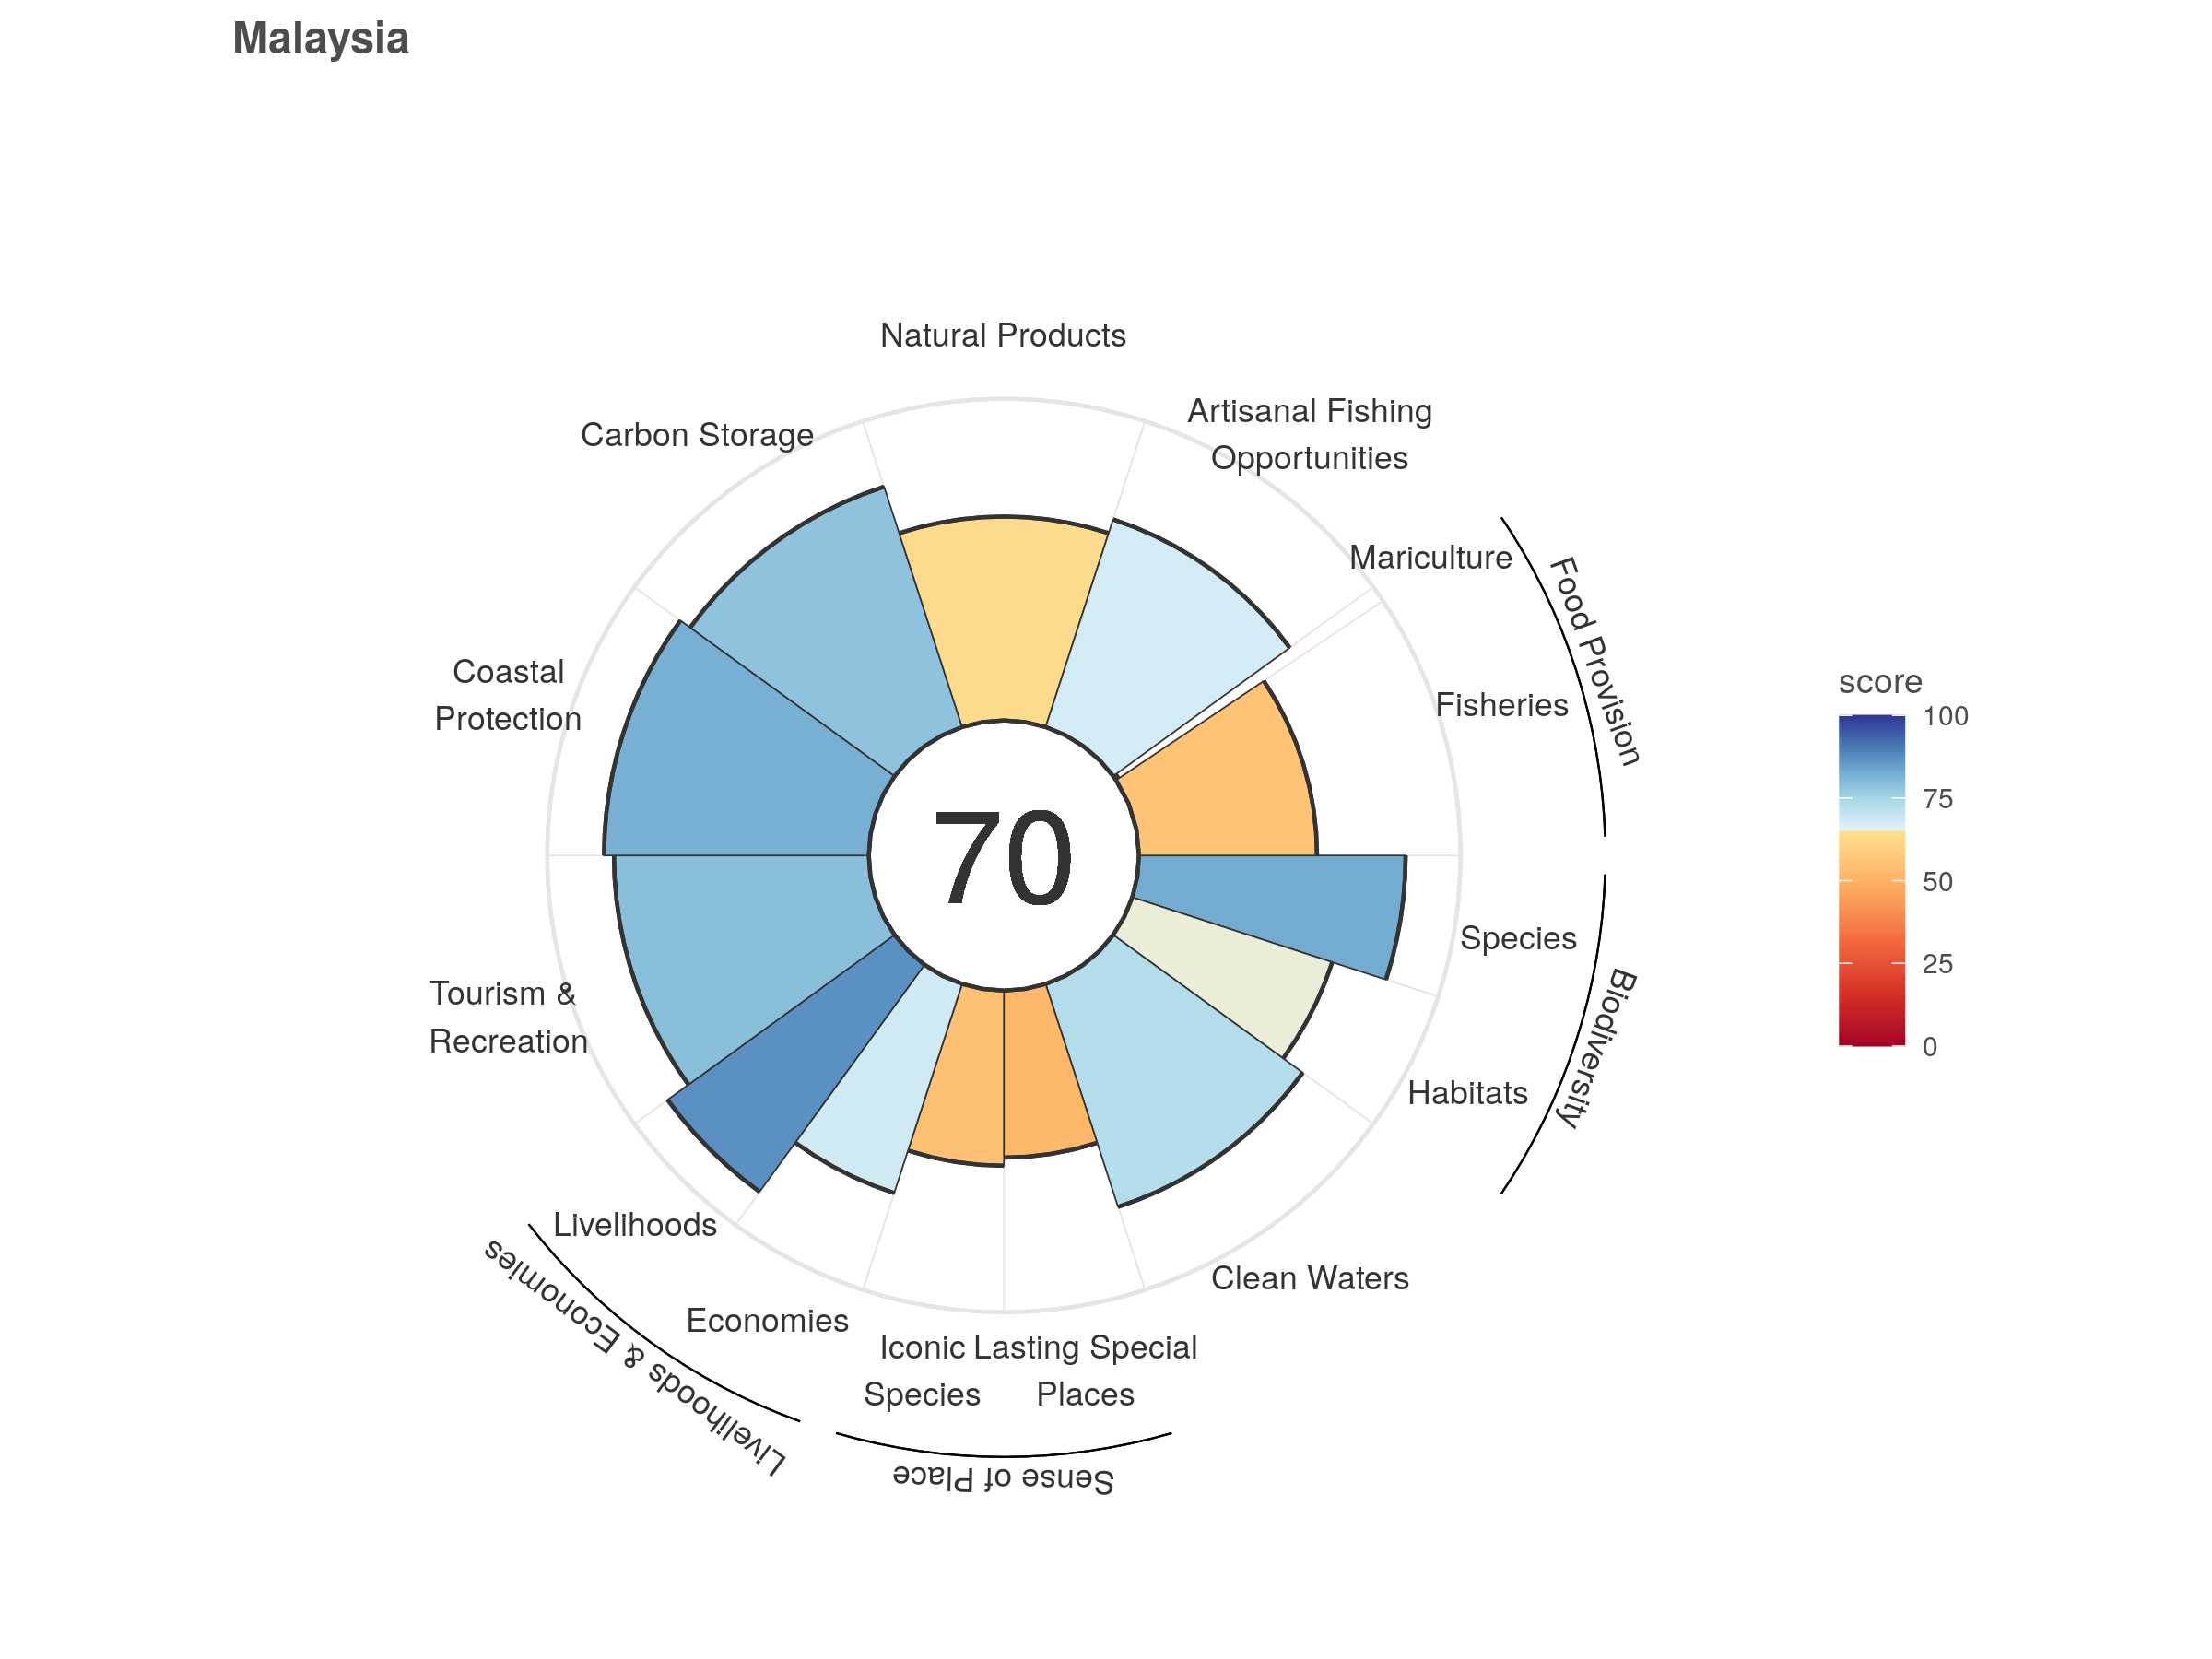 Malaysia
Natural Products
Artisanal Fishing
Opportunities
Carbon Storage
Mariculture
Food Provision
Fisheries
Coastal
Protection
70
Species
Biodiversity
Habitats
Tourism &
Recreation
Livelihoods
Economies
Livelihoods & Economies
Clean Waters
Iconic
Species
Lasting Special
Places
Sense of Place
score
100
75
50
25
0